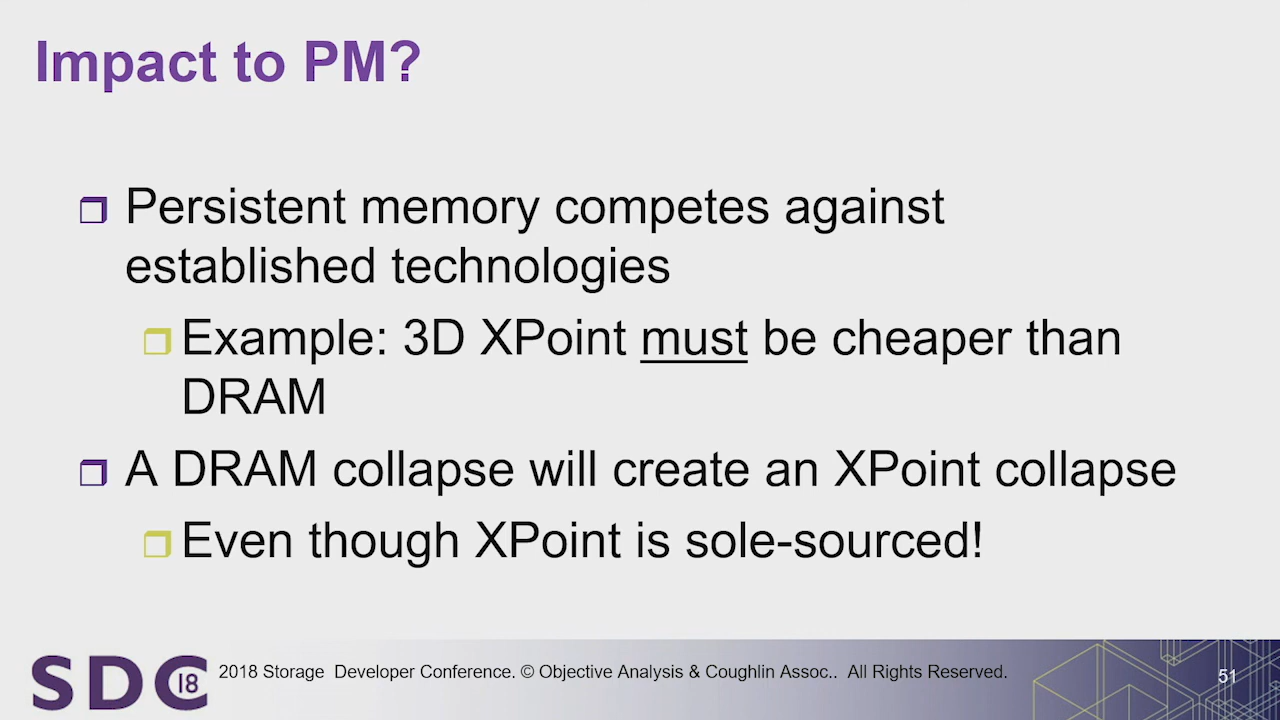 Impact to PM?
Persistent memory competes against
established technologies
Example: 3D XPoint must be cheaper than
DRAM
A DRAM collapse will create an XPoint collapse
Even though XPoint is sole-sourced!
SDC 18
2018 Storage Developer Conference. © Objective Analysis & Coughlin Assoc.. All Rights Reserved.
51